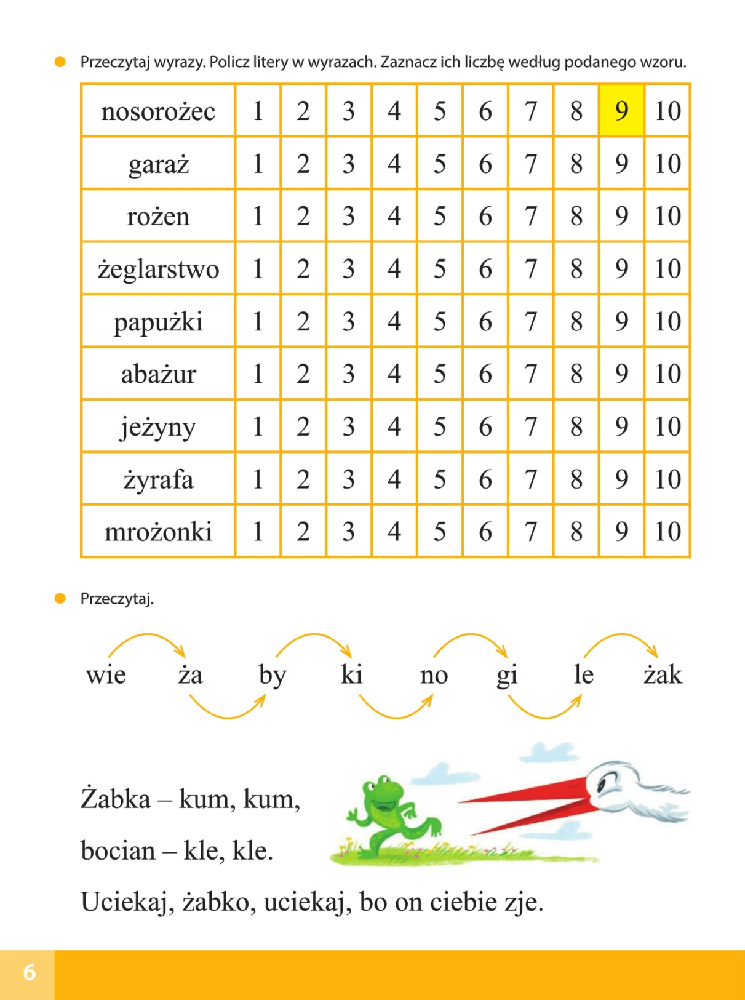 Przeczytaj wyrazy. Policz litery w wyrazach. Zaznacz ich liczbę według podanego wzoru.
nosorożec 1 2 3 4 5 6 7 8 9 10
garaż 1 2 3 4 5 6 7 8 9 10
rożen 1 2 3 4 5 6 7 8 9 10
żeglarstwo 1 2 3 4 5 6 7 8 9 10
papużki 1 2 3 4 5 6 7 8 9 10
abażur 1 2 3 4 5 6 7 8 9 10
jeżyny 1 2 3 4 5 6 7 8 9 10
żyrafa 1 2 3 4 5 6 7 8 9 10
mrożonki 1 2 3 4 5 6 7 8 9 10
Przeczytaj.
wie ża by ki no gi le żak
Żabka – kum, kum,
bocian – kle, kle.
Uciekaj, żabko, uciekaj, bo on ciebie zje.
6